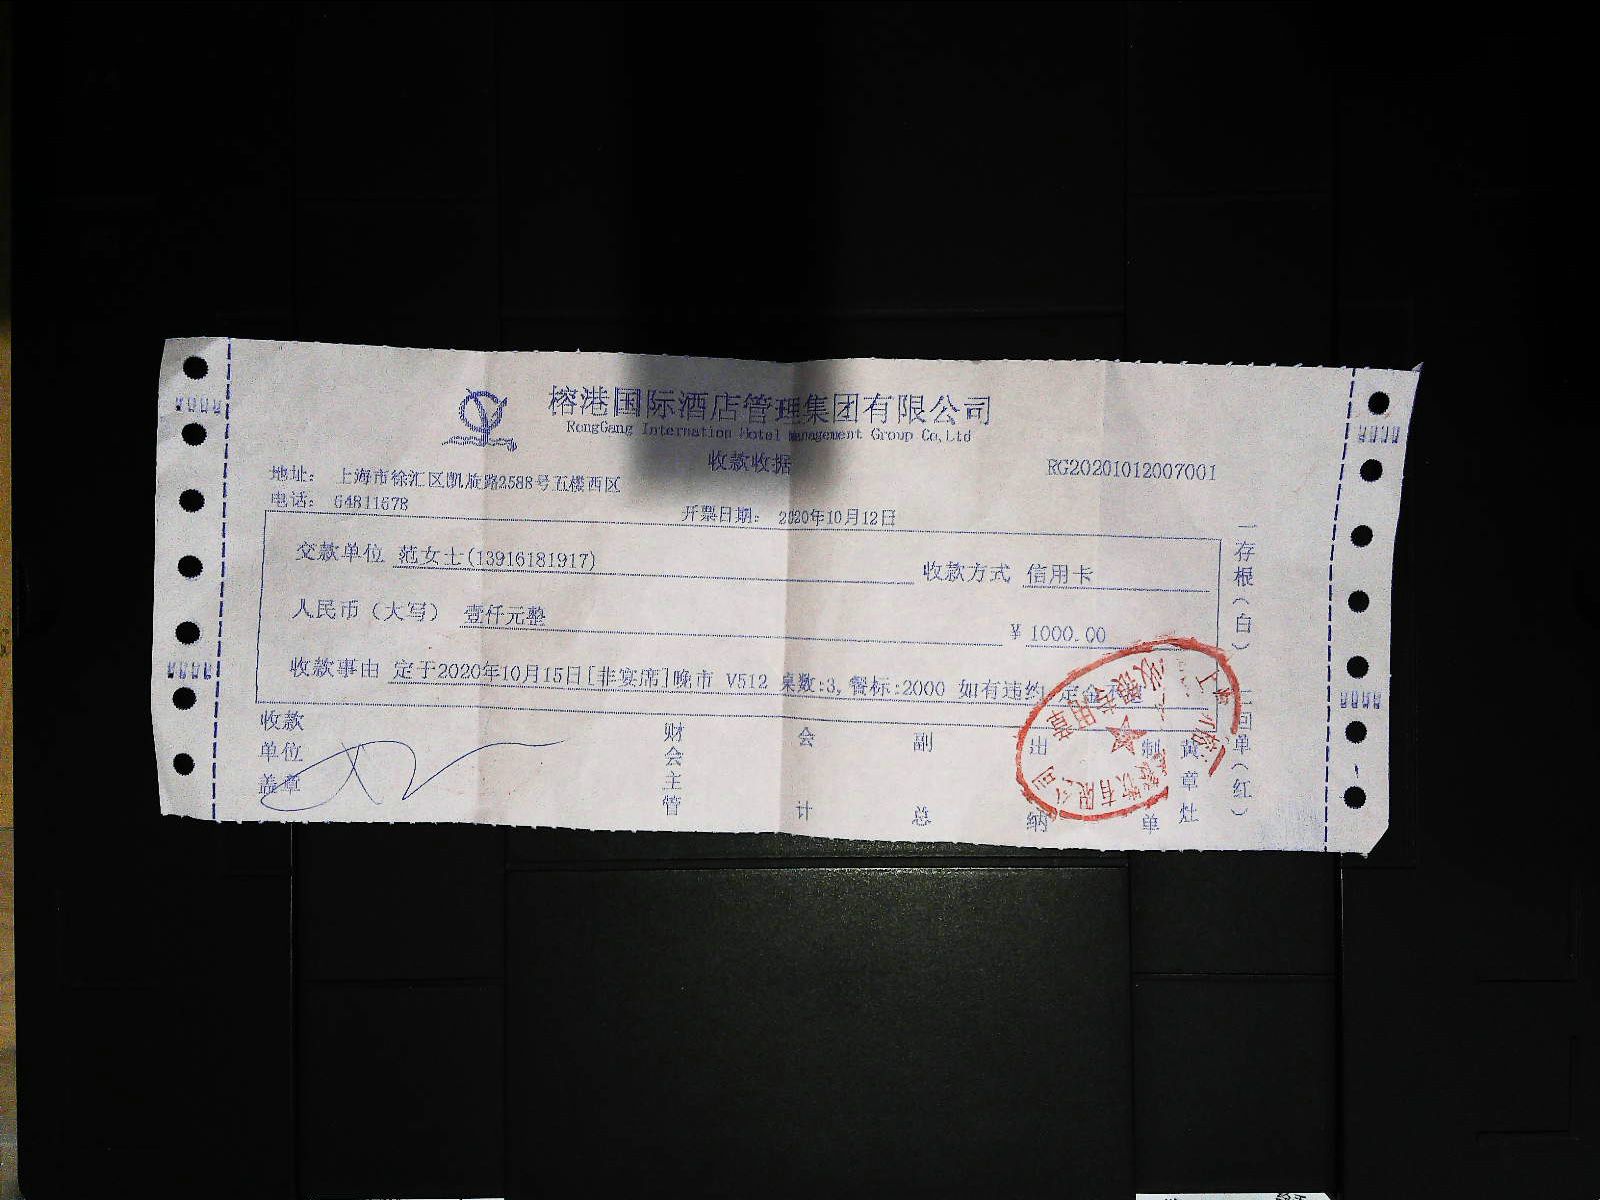 榕港国际酒店管理集团有限公司
RongGang Internation Hotel management Group Co,Ltd
收款收据
RG20201012007001
地址： 上海市徐汇区凯旋路2588号五楼西区
电话： 64811678
开票日期： 2020年10月12日
交款单位 范女士(13916181917) 收款方式 信用卡
人民币（大写） 壹仟元整 ¥ 1000.00
收款事由 定于2020年10月15日[非宴席]晚市 V512 桌数:3,餐标:2000 如有违约 定金不
收款单位盖章 财会主管 会计 副总 出纳 制单 黄章灶
一存根（白） 二回单（红）